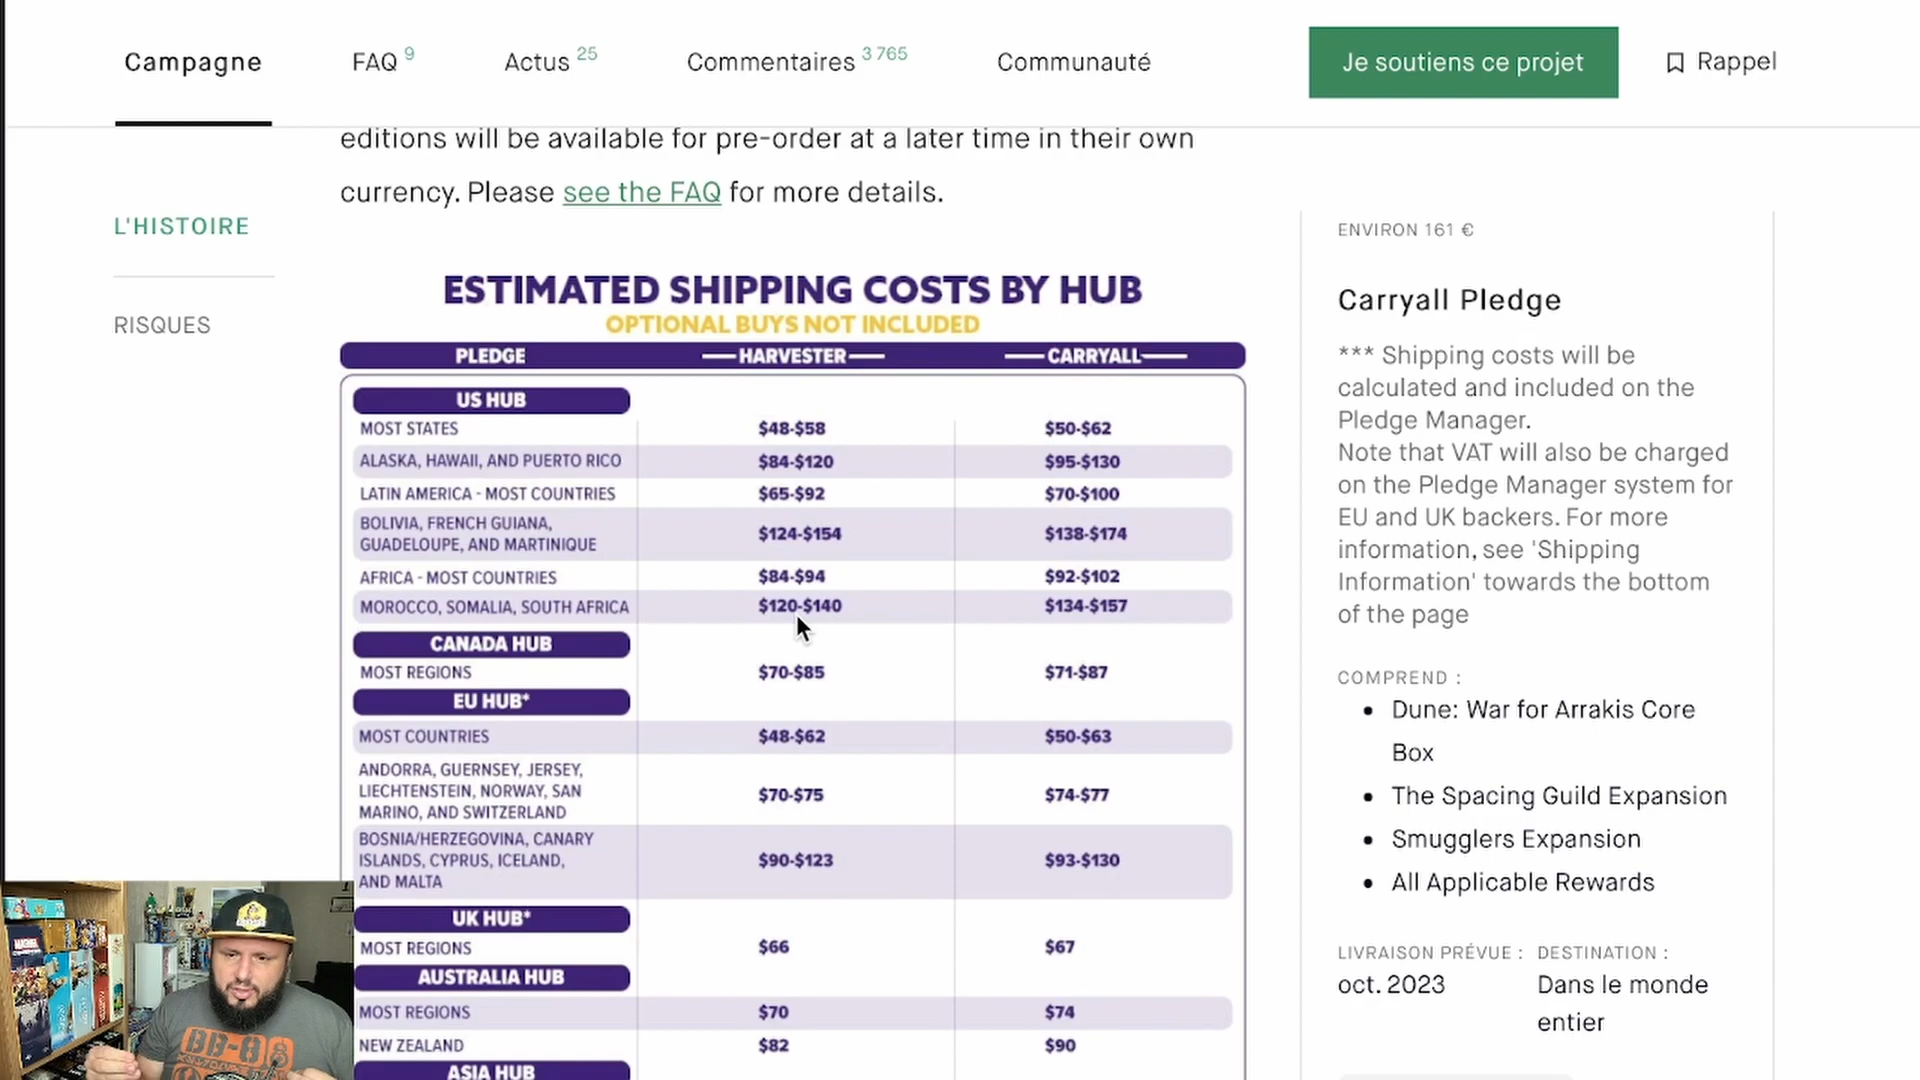 Campagne
FAQ 9
Actus 25
Commentaires 3 765
Communauté
Je soutiens ce projet
Rappel
editions will be available for pre-order at a later time in their own
currency. Please see the FAQ for more details.
L'HISTOIRE
RISQUES
ESTIMATED SHIPPING COSTS BY HUB
OPTIONAL BUYS NOT INCLUDED
PLEDGE HARVESTER CARRYALL
US HUB
MOST STATES $48-$58 $50-$62
ALASKA, HAWAII, AND PUERTO RICO $84-$120 $95-$130
LATIN AMERICA - MOST COUNTRIES $65-$92 $70-$100
BOLIVIA, FRENCH GUIANA,
GUADELOUPE, AND MARTINIQUE $124-$154 $138-$174
AFRICA - MOST COUNTRIES $84-$94 $92-$102
MOROCCO, SOMALIA, SOUTH AFRICA $120-$140 $134-$157
CANADA HUB
MOST REGIONS $70-$85 $71-$87
EU HUB*
MOST COUNTRIES $48-$62 $50-$63
ANDORRA, GUERNSEY, JERSEY,
LIECHTENSTEIN, NORWAY, SAN
MARINO, AND SWITZERLAND $70-$75 $74-$77
BOSNIA/HERZEGOVINA, CANARY
ISLANDS, CYPRUS, ICELAND,
AND MALTA $90-$123 $93-$130
UK HUB*
MOST REGIONS $66 $67
AUSTRALIA HUB
MOST REGIONS $70 $74
NEW ZEALAND $82 $90
ASIA HUB
ENVIRON 161 €
Carryall Pledge
*** Shipping costs will be
calculated and included on the
Pledge Manager.
Note that VAT will also be charged
on the Pledge Manager system for
EU and UK backers. For more
information, see 'Shipping
Information' towards the bottom
of the page
COMPREND :
Dune: War for Arrakis Core
Box
The Spacing Guild Expansion
Smugglers Expansion
All Applicable Rewards
LIVRAISON PRÉVUE :
oct. 2023
DESTINATION :
Dans le monde
entier
MARVEL
BB-8